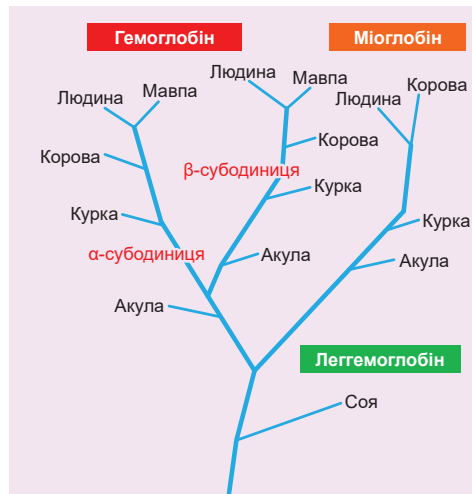 Гемоглобін
Міоглобін
Людина
Мавпа
Корова
Курка
α-субодиниця
Акула
Людина
Мавпа
Корова
β-субодиниця
Курка
Акула
Корова
Людина
Курка
Акула
Леггемоглобін
Соя